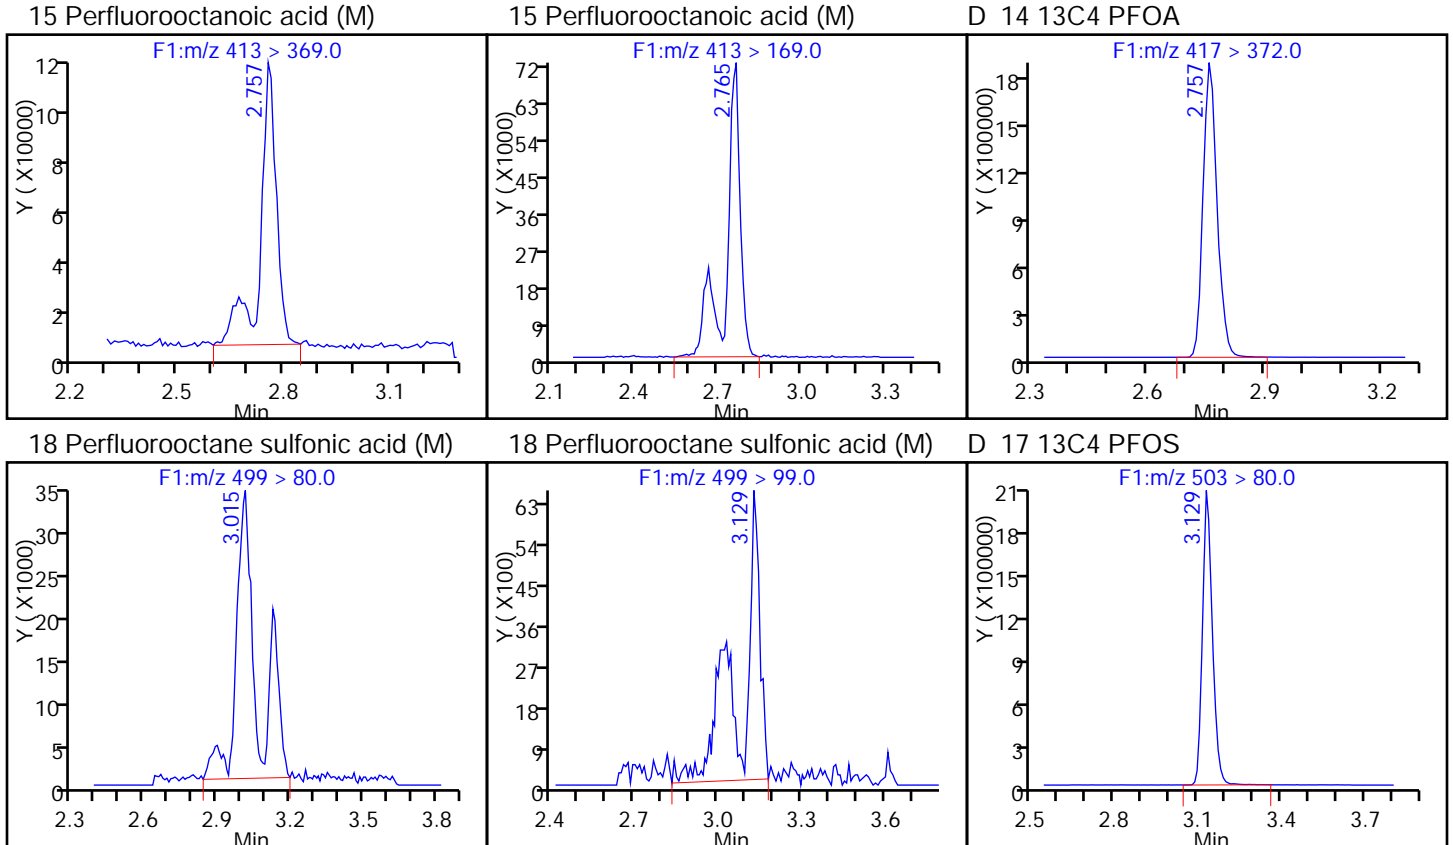 15 Perfluorooctanoic acid (M)
F1:m/z 413 > 369.0
2.757
Y ( X10000)
12
10
8
6
4
2
0
2.2 2.5 2.8 3.1
Min
15 Perfluorooctanoic acid (M)
F1:m/z 413 > 169.0
2.765
Y ( X1000)
72
63
54
45
36
27
18
9
0
2.1 2.4 2.7 3.0 3.3
Min
D 14 13C4 PFOA
F1:m/z 417 > 372.0
2.757
Y ( X100000)
18
15
12
9
6
3
0
2.3 2.6 2.9 3.2
Min
18 Perfluorooctane sulfonic acid (M)
F1:m/z 499 > 80.0
3.015
Y ( X1000)
35
30
25
20
15
10
5
0
2.3 2.6 2.9 3.2 3.5 3.8
Min
18 Perfluorooctane sulfonic acid (M)
F1:m/z 499 > 99.0
3.129
Y ( X100)
63
54
45
36
27
18
9
0
2.4 2.7 3.0 3.3 3.6
Min
D 17 13C4 PFOS
F1:m/z 503 > 80.0
3.129
Y ( X100000)
21
18
15
12
9
6
3
0
2.5 2.8 3.1 3.4 3.7
Min